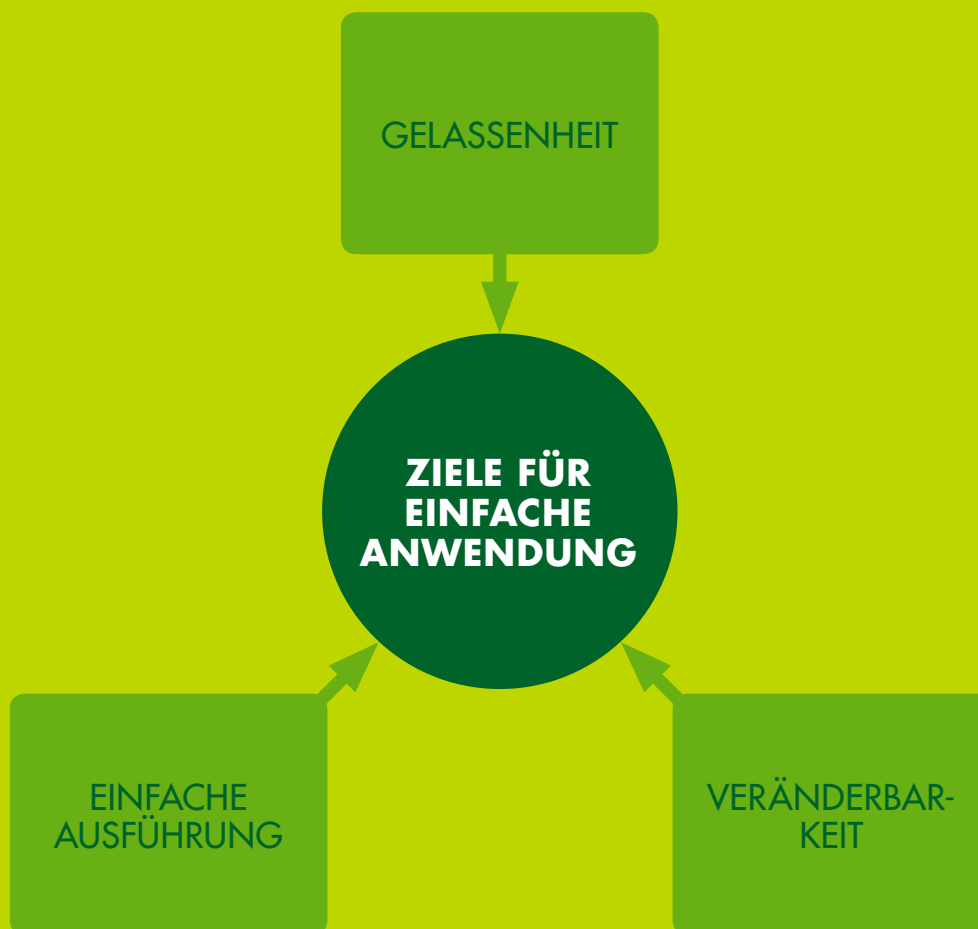 GELASSENHEIT
ZIELE FÜR
EINFACHE
ANWENDUNG
EINFACHE
AUSFÜHRUNG
VERÄNDERBAR-
KEIT